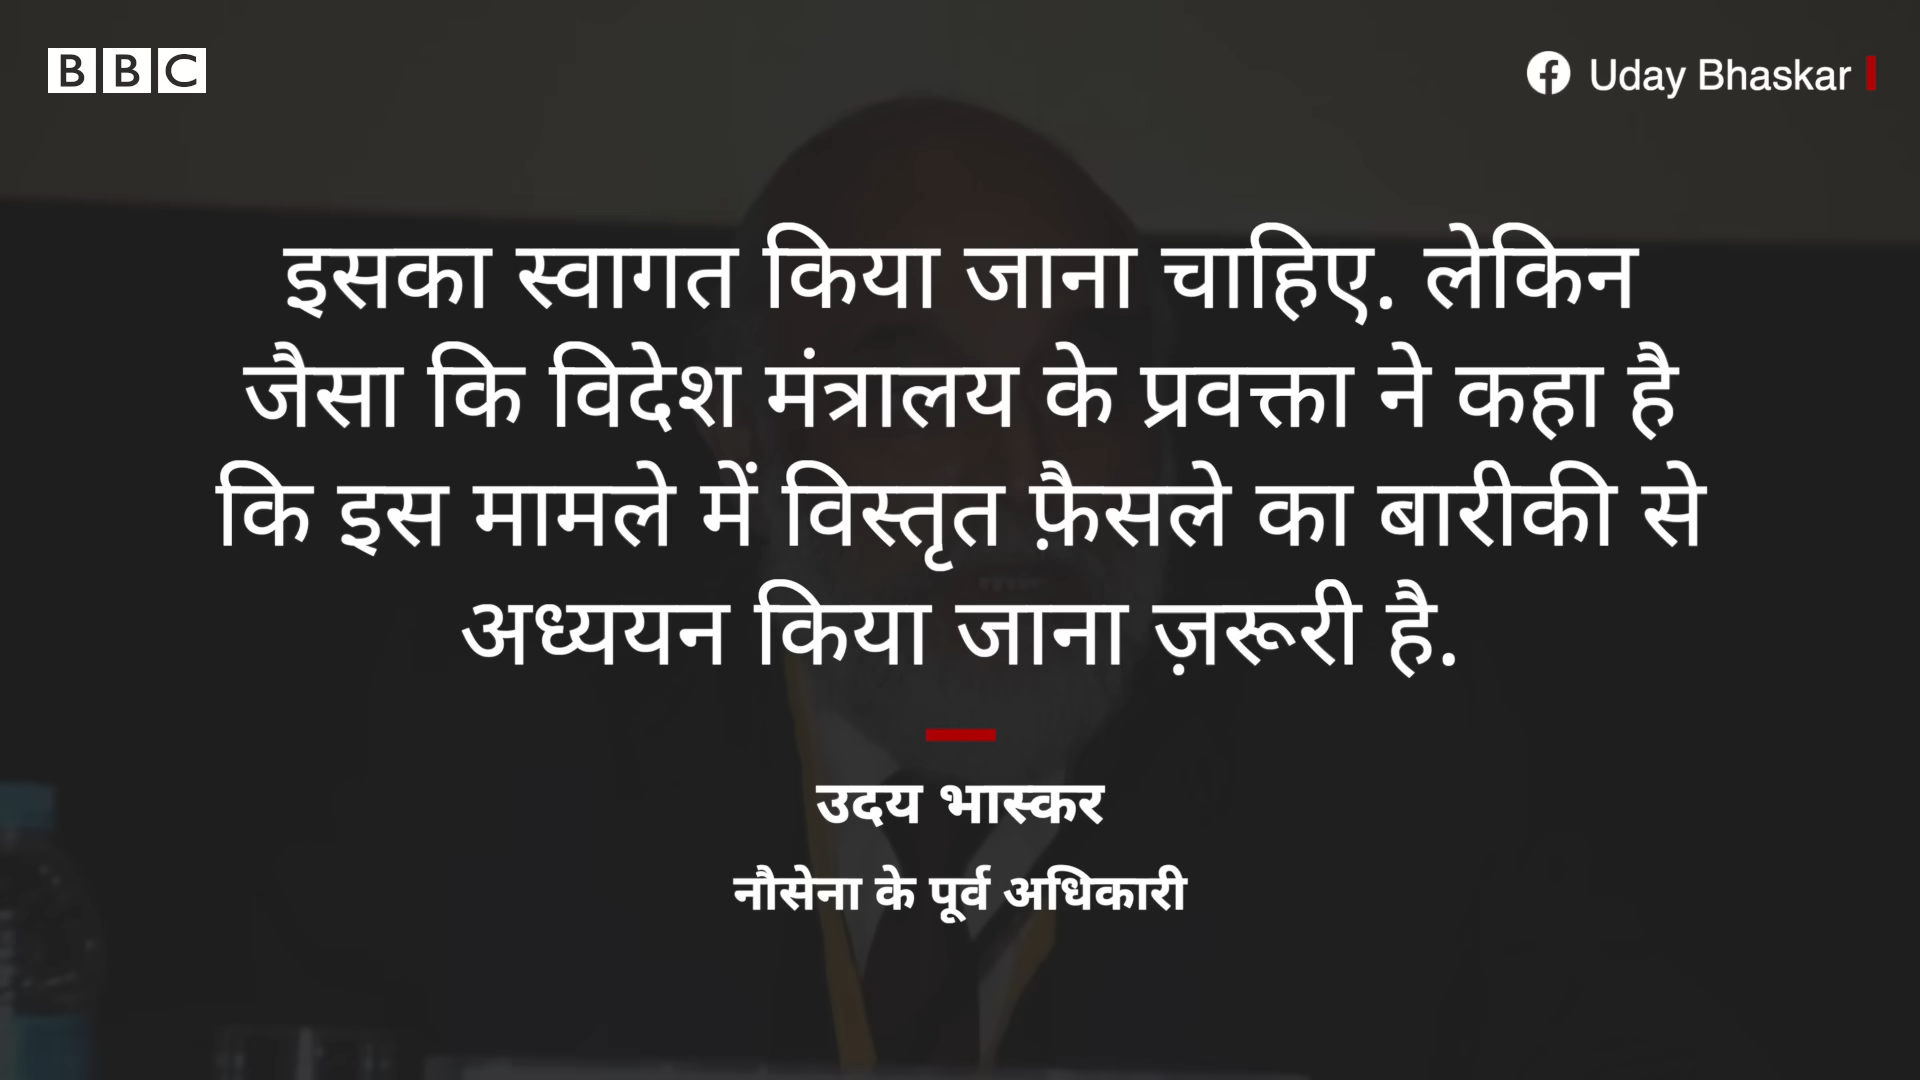 BBC
Uday Bhaskar
इसका स्वागत किया जाना चाहिए. लेकिन
जैसा कि विदेश मंत्रालय के प्रवक्ता ने कहा है
कि इस मामले में विस्तृत फ़ैसले का बारीकी से
अध्ययन किया जाना ज़रूरी है.
उदय भास्कर
नौसेना के पूर्व अधिकारी